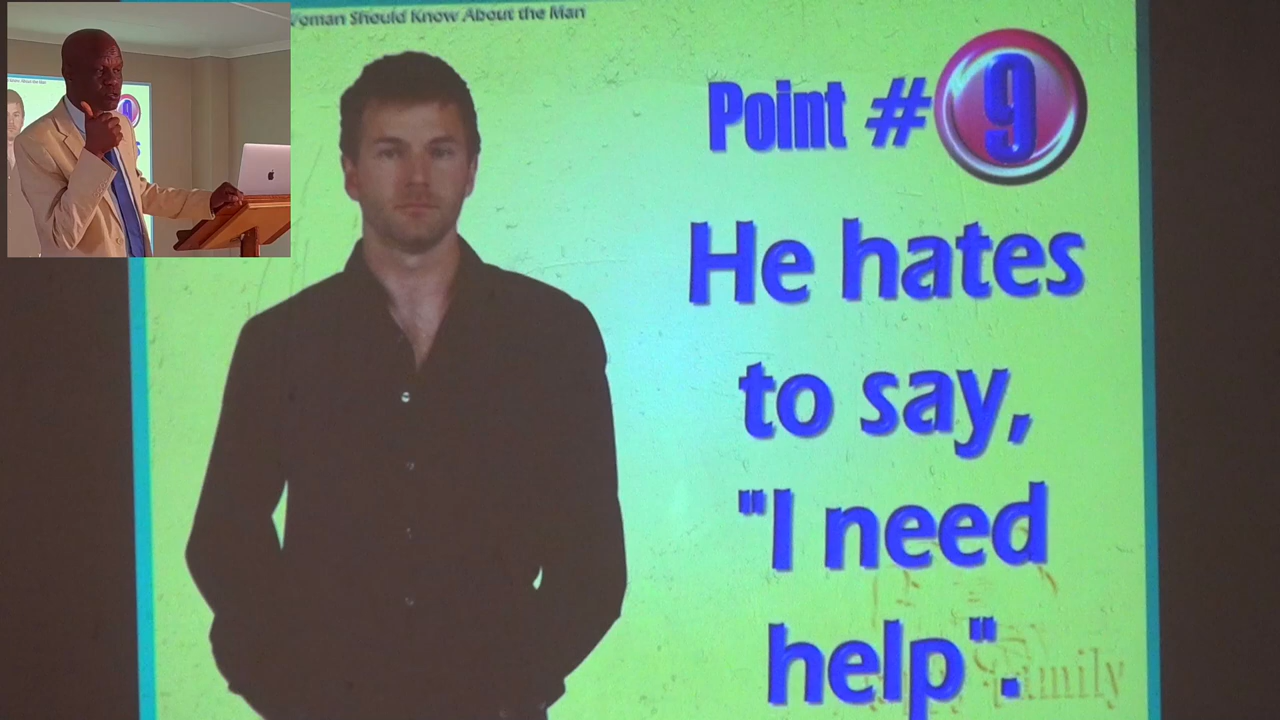 Woman Should Know About the Man
Point # 9
He hates
to say,
"I need
help".